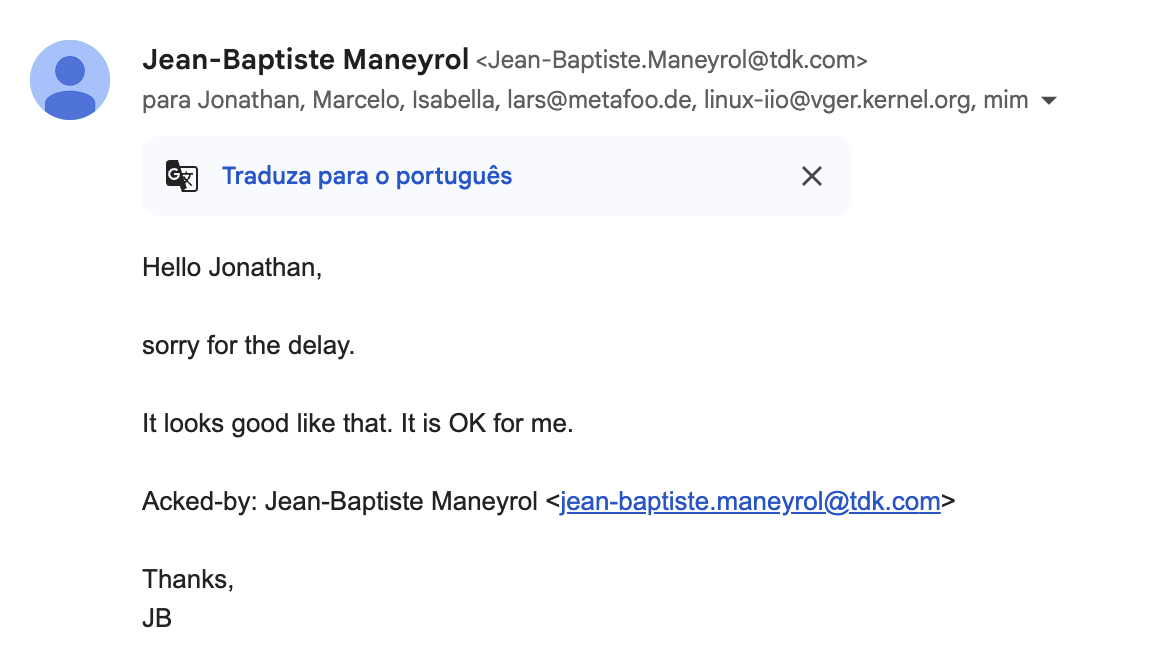 Jean-Baptiste Maneyrol <Jean-Baptiste.Maneyrol@tdk.com>
para Jonathan, Marcelo, Isabella, lars@metafoo.de, linux-iio@vger.kernel.org, mim
Traduza para o português
Hello Jonathan,
sorry for the delay.
It looks good like that. It is OK for me.
Acked-by: Jean-Baptiste Maneyrol <jean-baptiste.maneyrol@tdk.com>
Thanks,
JB